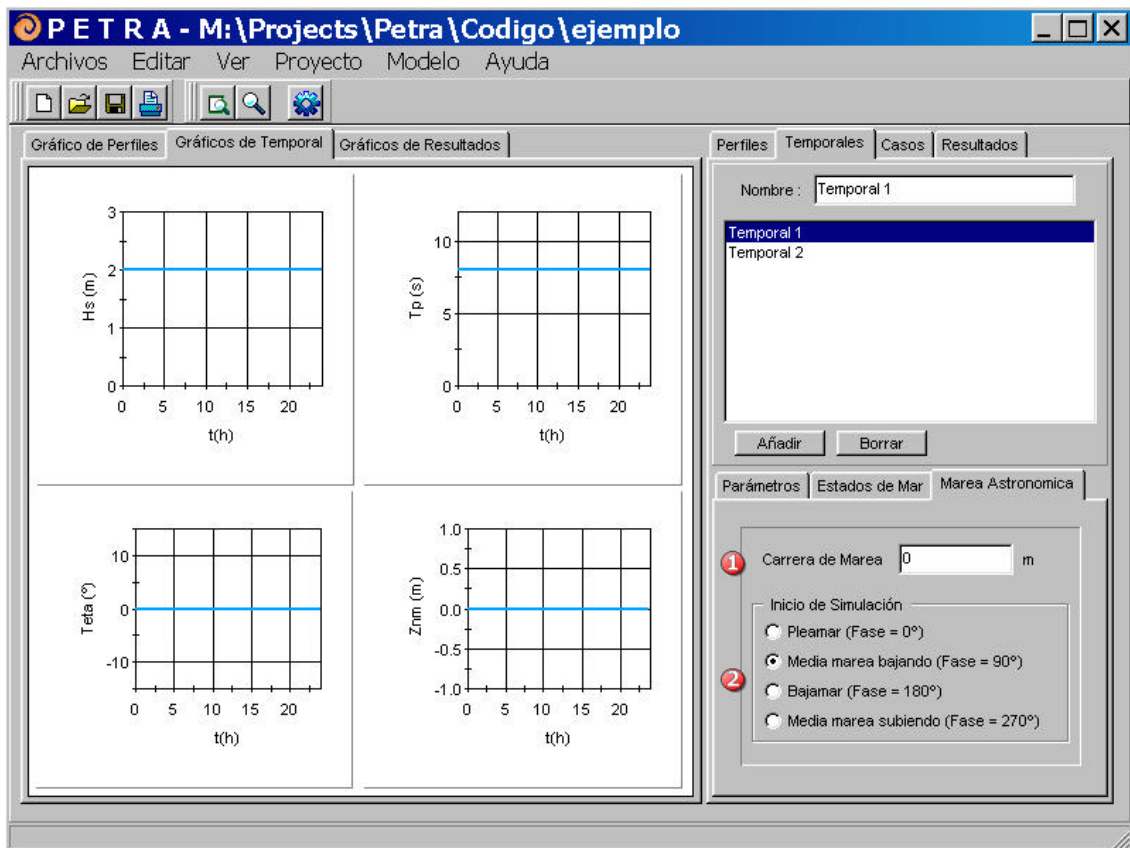 P E T R A - M:\Projects\Petra\Codigo\ejemplo
Archivos Editar Ver Proyecto Modelo Ayuda
Gráfico de Perfiles Gráficos de Temporal Gráficos de Resultados
3
2
1
0
Hs (m)
0 5 10 15 20
t(h)
10
5
0
Tp (s)
0 5 10 15 20
t(h)
10
0
-10
Teta (º)
0 5 10 15 20
t(h)
1.0
0.5
0.0
-0.5
-1.0
Znm (m)
0 5 10 15 20
t(h)
Perfiles Temporales Casos Resultados
Nombre : Temporal 1
Temporal 1
Temporal 2
Añadir Borrar
Parámetros Estados de Mar Marea Astronomica
1 Carrera de Marea 0 m
Inicio de Simulación
Pleamar (Fase = 0º)
Media marea bajando (Fase = 90º)
2
Bajamar (Fase = 180º)
Media marea subiendo (Fase = 270º)